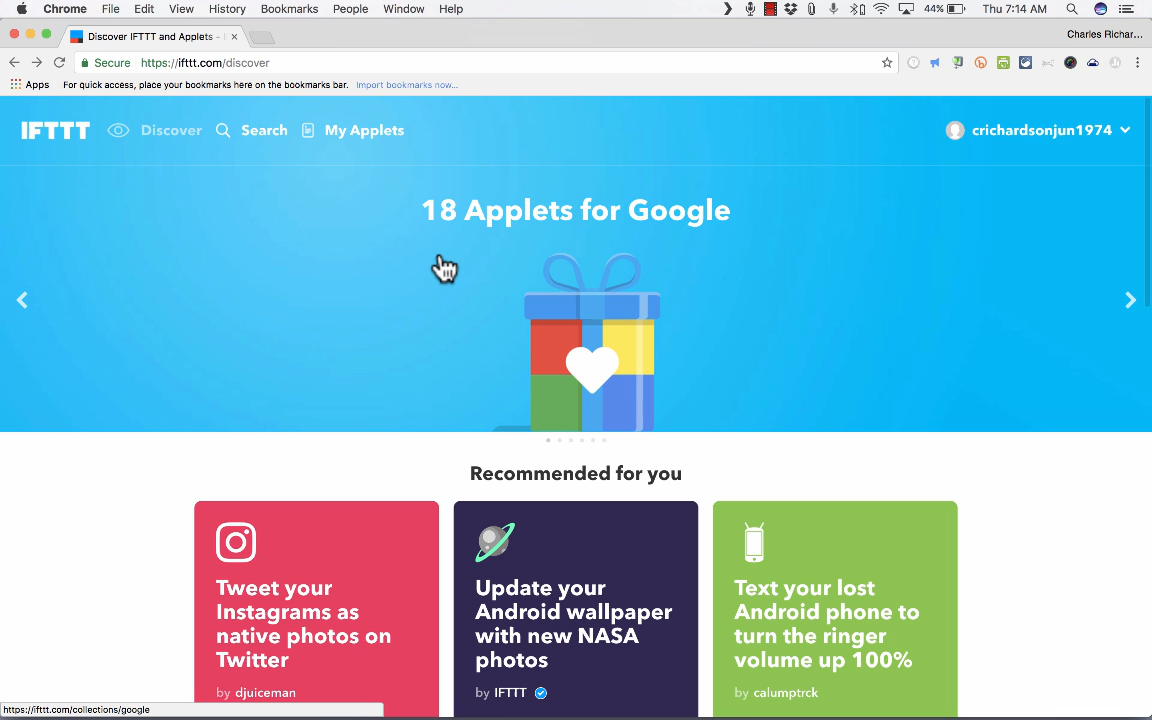 Chrome File Edit View History Bookmarks People Window Help 44% Thu 7:14 AM
Discover IFTTT and Applets - Charles Richar...
Secure https://ifttt.com/discover
Apps For quick access, place your bookmarks here on the bookmarks bar. Import bookmarks now...
IFTTT Discover Search My Applets crichardsonjun1974
18 Applets for Google
Recommended for you
Tweet your
Instagrams as
native photos on
Twitter
by djuiceman
Update your
Android wallpaper
with new NASA
photos
by IFTTT
Text your lost
Android phone to
turn the ringer
volume up 100%
by calumptrck
https://ifttt.com/collections/google